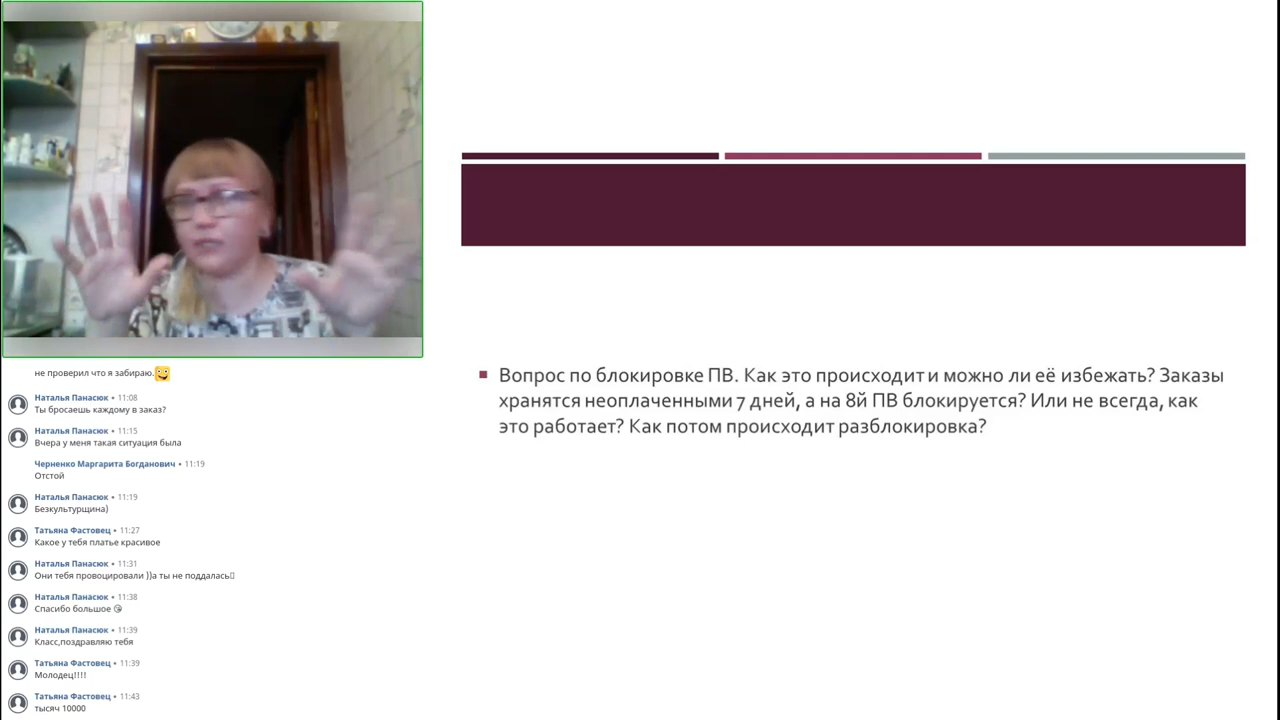 не проверил что я забираю.
Наталья Панасюк • 11:08
Ты бросаешь каждому в заказ?
Наталья Панасюк • 11:15
Вчера у меня такая ситуация была
Черненко Маргарита Богданович • 11:19
Отстой
Наталья Панасюк • 11:19
Безкультурщина)
Татьяна Фастовец • 11:27
Какое у тебя платье красивое
Наталья Панасюк • 11:31
Они тебя провоцировали ))а ты не поддалась
Наталья Панасюк • 11:38
Спасибо большое 😘
Наталья Панасюк • 11:39
Класс,поздравляю тебя
Татьяна Фастовец • 11:39
Молодец!!!!
Татьяна Фастовец • 11:43
тысяч 10000
Вопрос по блокировке ПВ. Как это происходит и можно ли её избежать? Заказы
хранятся неоплаченными 7 дней, а на 8й ПВ блокируется? Или не всегда, как
это работает? Как потом происходит разблокировка?